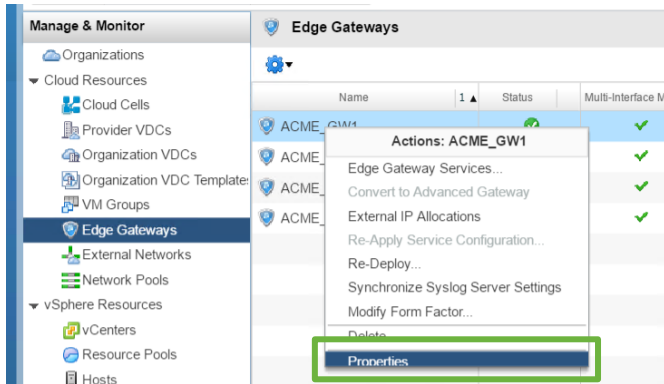 Manage & Monitor
Organizations
Cloud Resources
Cloud Cells
Provider VDCs
Organization VDCs
Organization VDC Template
VM Groups
Edge Gateways
External Networks
Network Pools
vSphere Resources
vCenters
Resource Pools
Hosts
Edge Gateways
Name 1 Status Multi-Interface M
ACME_GW1
ACME_
ACME_
ACME_
Actions: ACME_GW1
Edge Gateway Services...
Convert to Advanced Gateway
External IP Allocations
Re-Apply Service Configuration...
Re-Deploy...
Synchronize Syslog Server Settings
Modify Form Factor...
Delete
Properties